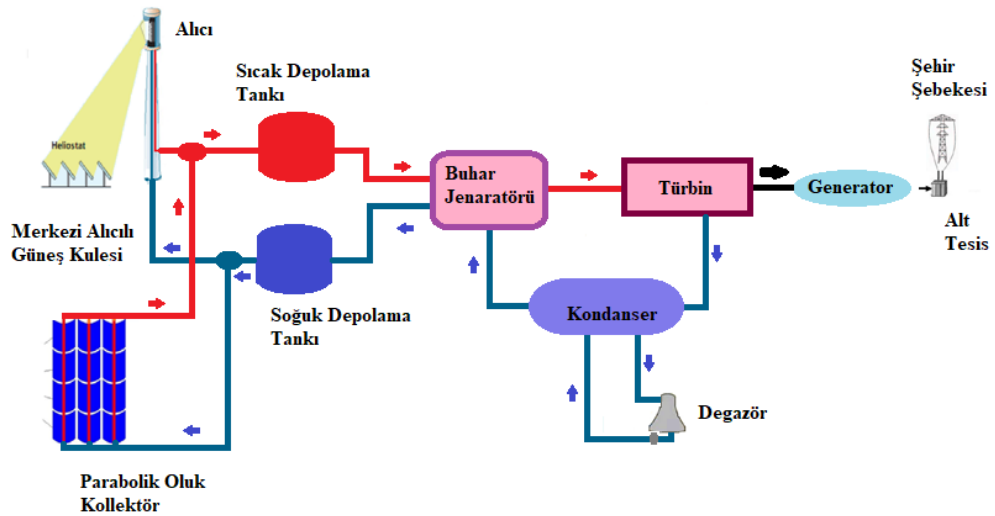 Alıcı
Sıcak Depolama
Tankı
Şehir
Şebekesi
Heliostat
Buhar
Jenaratörü
Türbin
Generator
Merkezi Alıcılı
Güneş Kulesi
Alt
Tesis
Soğuk Depolama
Tankı
Kondanser
Degazör
Parabolik Oluk
Kollektör